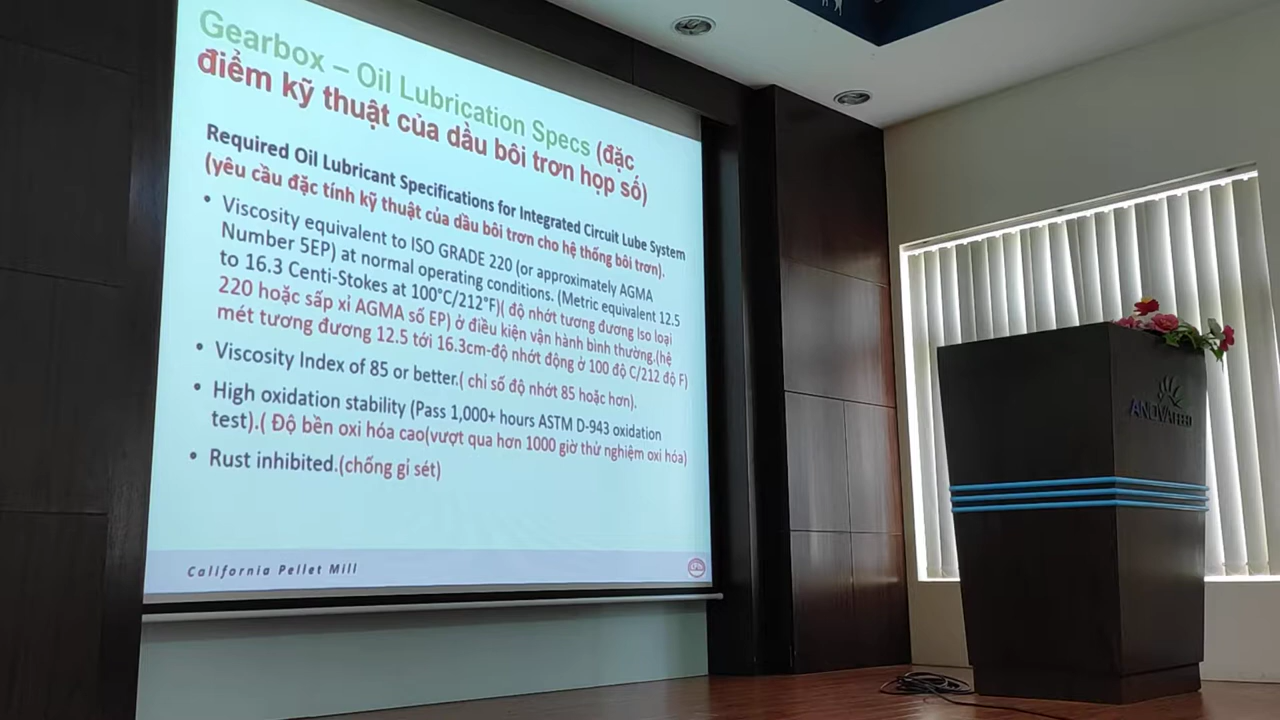 Gearbox – Oil Lubrication Specs (đặc
điểm kỹ thuật của dầu bôi trơn họp số)
Required Oil Lubricant Specifications for Integrated Circuit Lube System
(yêu cầu đặc tính kỹ thuật của dầu bôi trơn cho hệ thống bôi trơn).
• Viscosity equivalent to ISO GRADE 220 (or approximately AGMA
Number 5EP) at normal operating conditions. (Metric equivalent 12.5
to 16.3 Centi-Stokes at 100°C/212°F)( độ nhớt tương đương Iso loại
220 hoặc sấp xỉ AGMA số EP) ở điều kiện vận hành bình thường.(hệ
mét tương đương 12.5 tới 16.3cm-độ nhớt động ở 100 độ C/212 độ F)
• Viscosity Index of 85 or better.( chỉ số độ nhớt 85 hoặc hơn).
• High oxidation stability (Pass 1,000+ hours ASTM D-943 oxidation
test).( Độ bền oxi hóa cao(vượt qua hơn 1000 giờ thử nghiệm oxi hóa)
• Rust inhibited.(chống gỉ sét)
California Pellet Mill
ANOVAFEED